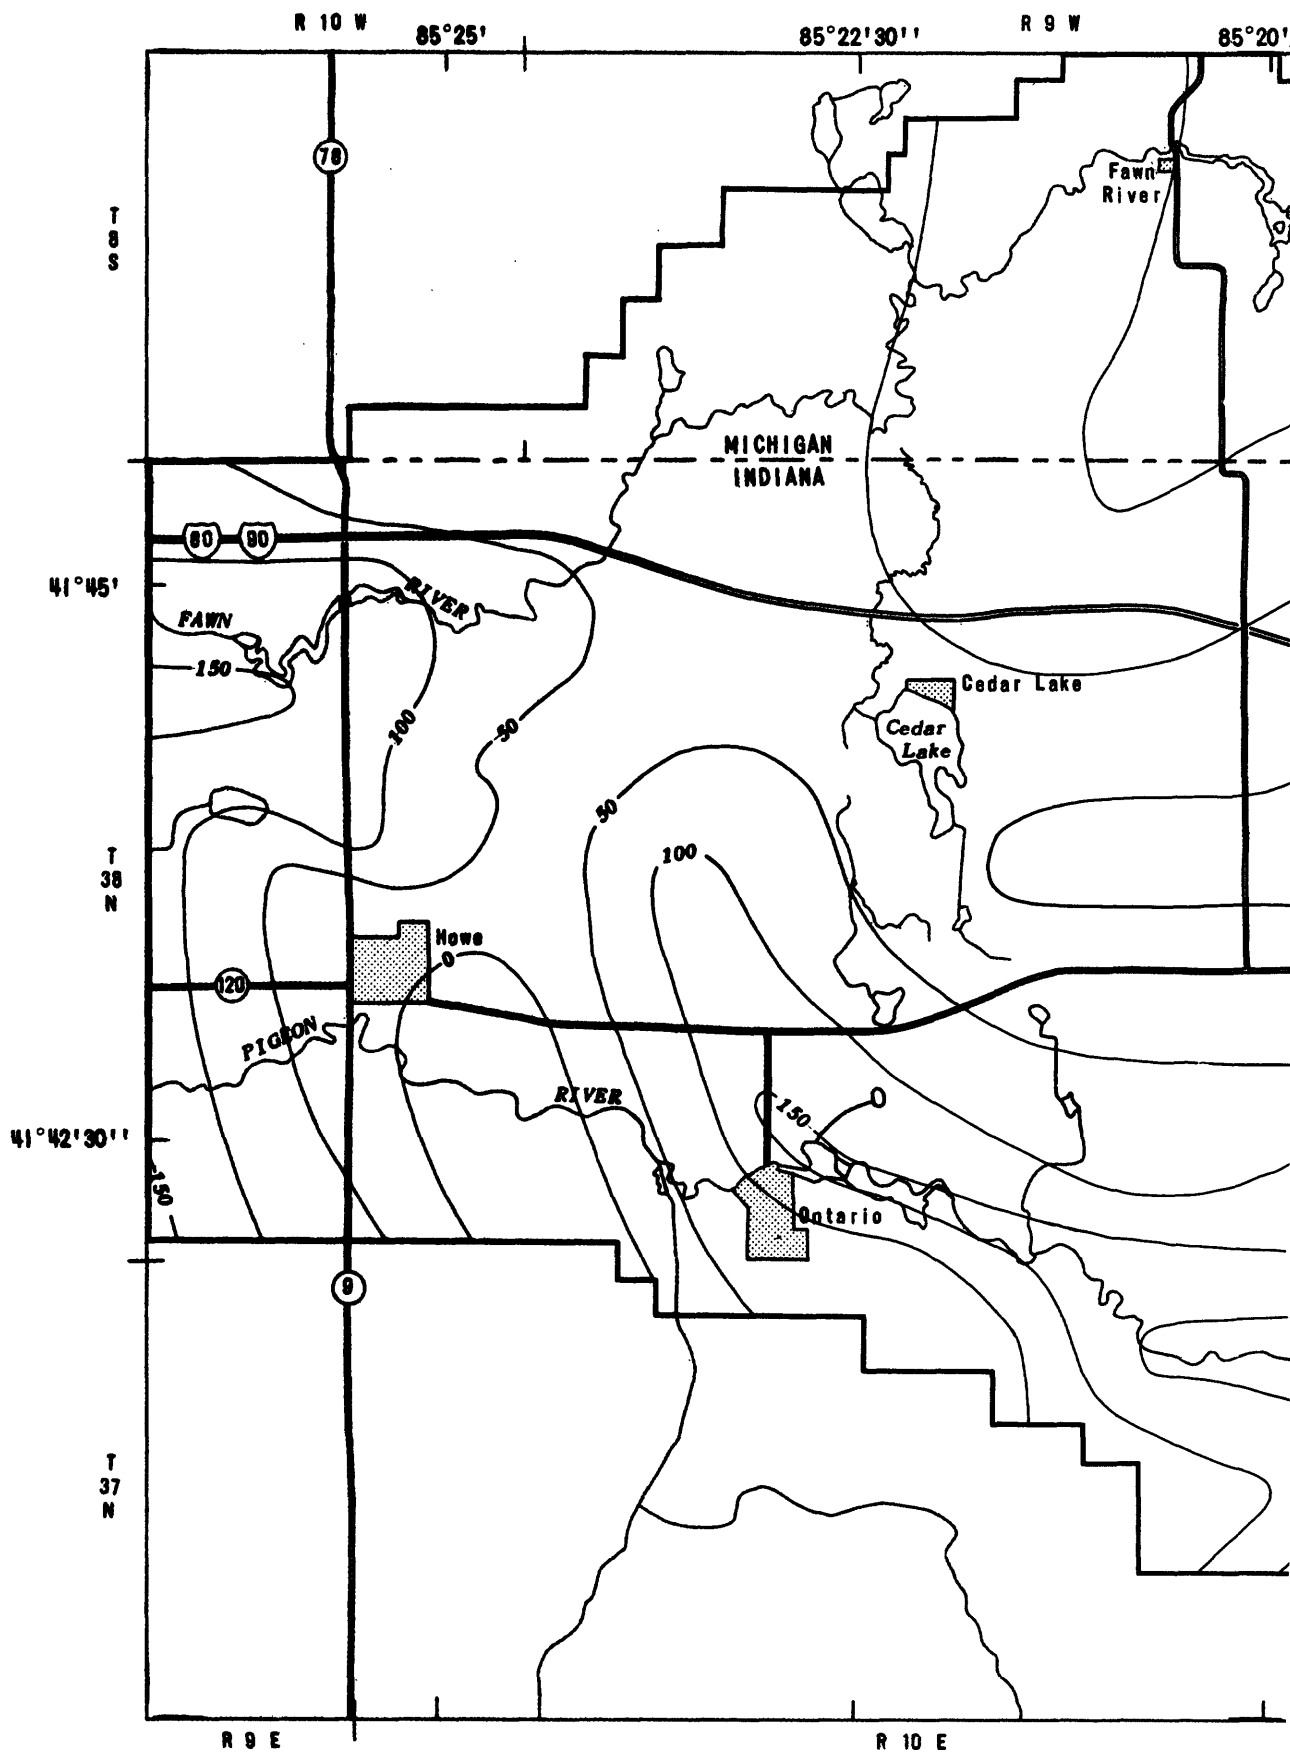 R 10 W
R 9 W
85°25'
85°22'30''
85°20'
78
Fawn
River
T
8
S
MICHIGAN
INDIANA
80
90
41°45'
RIVER
FAWN
150
Cedar Lake
100
50
Cedar
Lake
50
100
T
38
N
Howe
0
120
PIGEON
RIVER
150
41°42'30''
150
Ontario
9
T
37
N
R 9 E
R 10 E